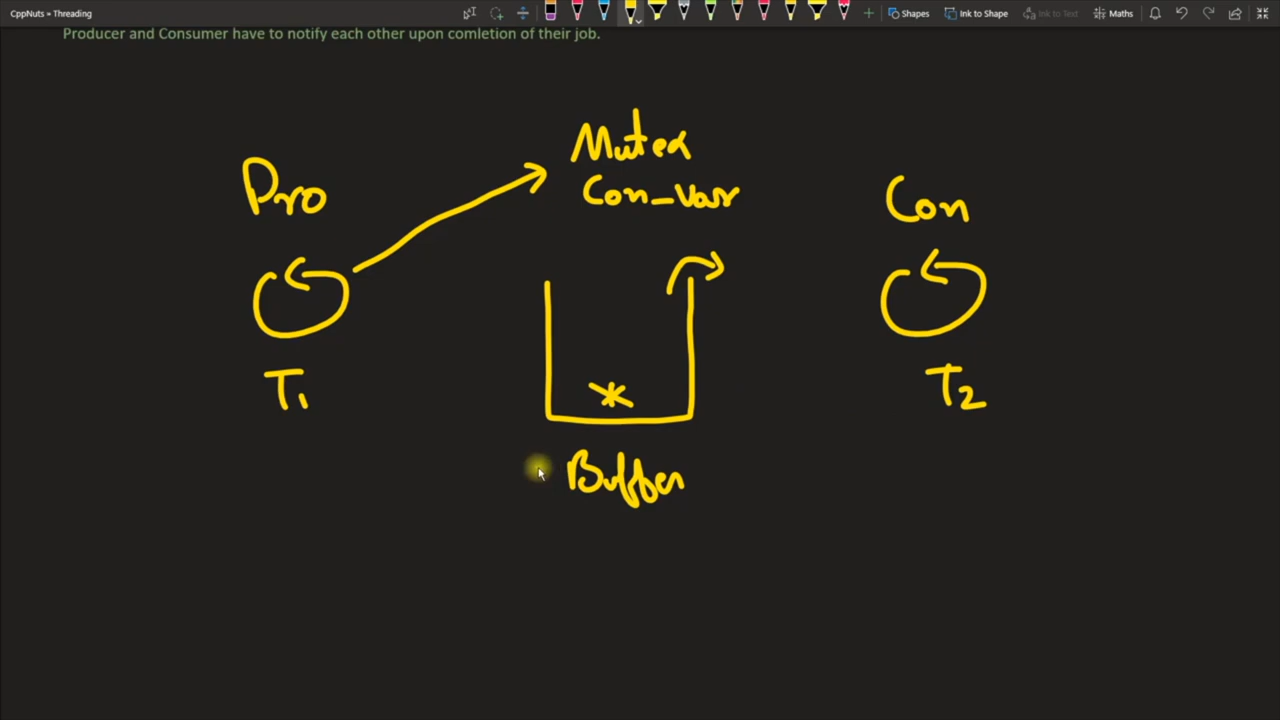 CppNuts » Threading
Shapes
Ink to Shape
Ink to Text
Maths
Producer and Consumer have to notify each other upon comletion of their job.
Mutex
Con_var
Pro
Con
T1
T2
Buffer